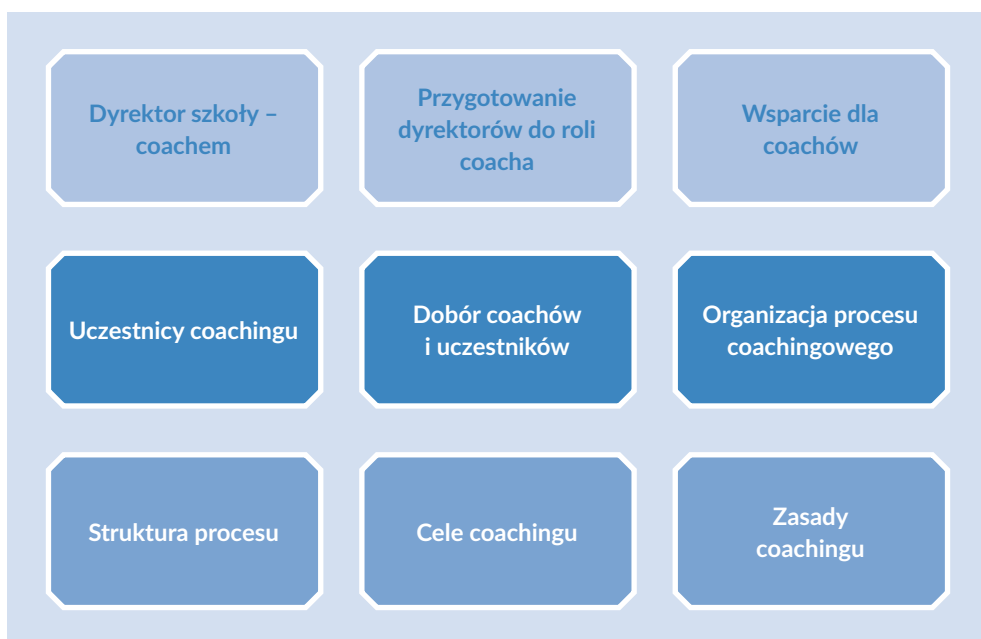 Dyrektor szkoły –
coachem
Przygotowanie
dyrektorów do roli
coacha
Wsparcie dla
coachów
Uczestnicy coachingu
Dobór coachów
i uczestników
Organizacja procesu
coachingowego
Struktura procesu
Cele coachingu
Zasady
coachingu